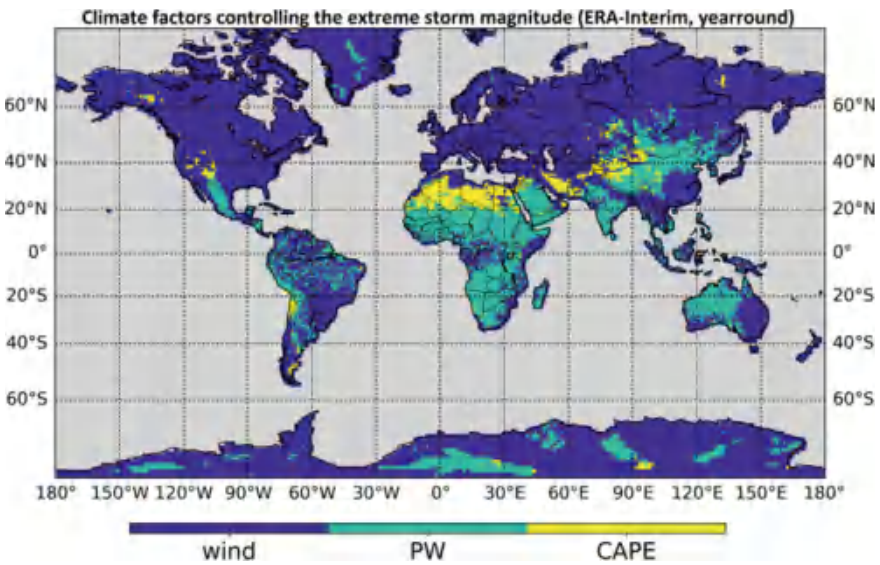 Climate factors controlling the extreme storm magnitude (ERA-Interim, yearround)
60°N 60°N
40°N 40°N
20°N 20°N
0° 0°
20°S 20°S
40°S 40°S
60°S 60°S
180° 150°W 120°W 90°W 60°W 30°W 0° 30°E 60°E 90°E 120°E 150°E 180°
wind PW CAPE